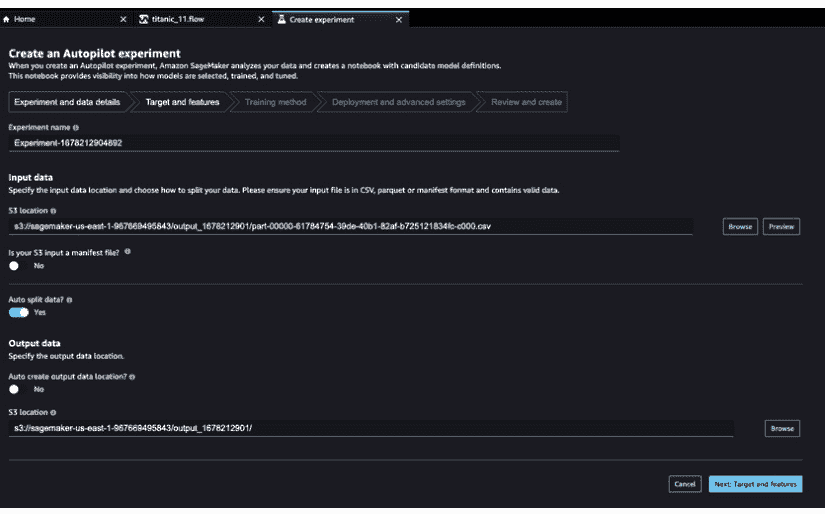 Home
titanic_11.flow
Create experiment
Create an Autopilot experiment
When you create an Autopilot experiment, Amazon SageMaker analyzes your data and creates a notebook with candidate model definitions.
This notebook provides visibility into how models are selected, trained, and tuned.
Experiment and data details
Target and features
Training method
Deployment and advanced settings
Review and create
Experiment name
Experiment-1678212904892
Input data
Specify the input data location and choose how to split your data. Please ensure your input file is in CSV, parquet or manifest format and contains valid data.
S3 location
s3://sagemaker-us-east-1-967669495843/output_1678212901/part-00000-61784754-39de-40b1-82af-b725121834fc-c000.csv
Browse
Preview
Is your S3 input a manifest file?
No
Auto split data?
Yes
Output data
Specify the output data location.
Auto create output data location?
No
S3 location
s3://sagemaker-us-east-1-967669495843/output_1678212901/
Browse
Cancel
Next: Target and features